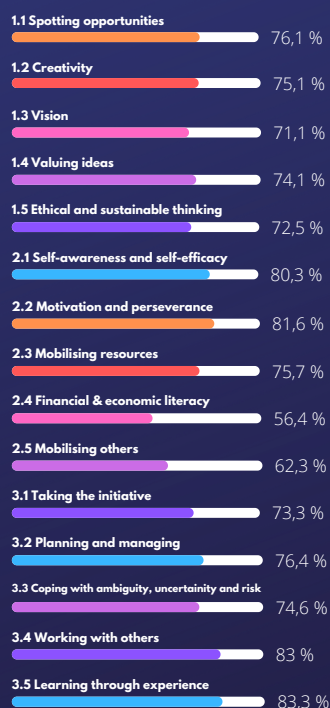 1.1 Spotting opportunities
76,1 %
1.2 Creativity
75,1 %
1.3 Vision
71,1 %
1.4 Valuing ideas
74,1 %
1.5 Ethical and sustainable thinking
72,5 %
2.1 Self-awareness and self-efficacy
80,3 %
2.2 Motivation and perseverance
81,6 %
2.3 Mobilising resources
75,7 %
2.4 Financial & economic literacy
56,4 %
2.5 Mobilising others
62,3 %
3.1 Taking the initiative
73,3 %
3.2 Planning and managing
76,4 %
3.3 Coping with ambiguity, uncertainity and risk
74,6 %
3.4 Working with others
83 %
3.5 Learning through experience
83,3 %